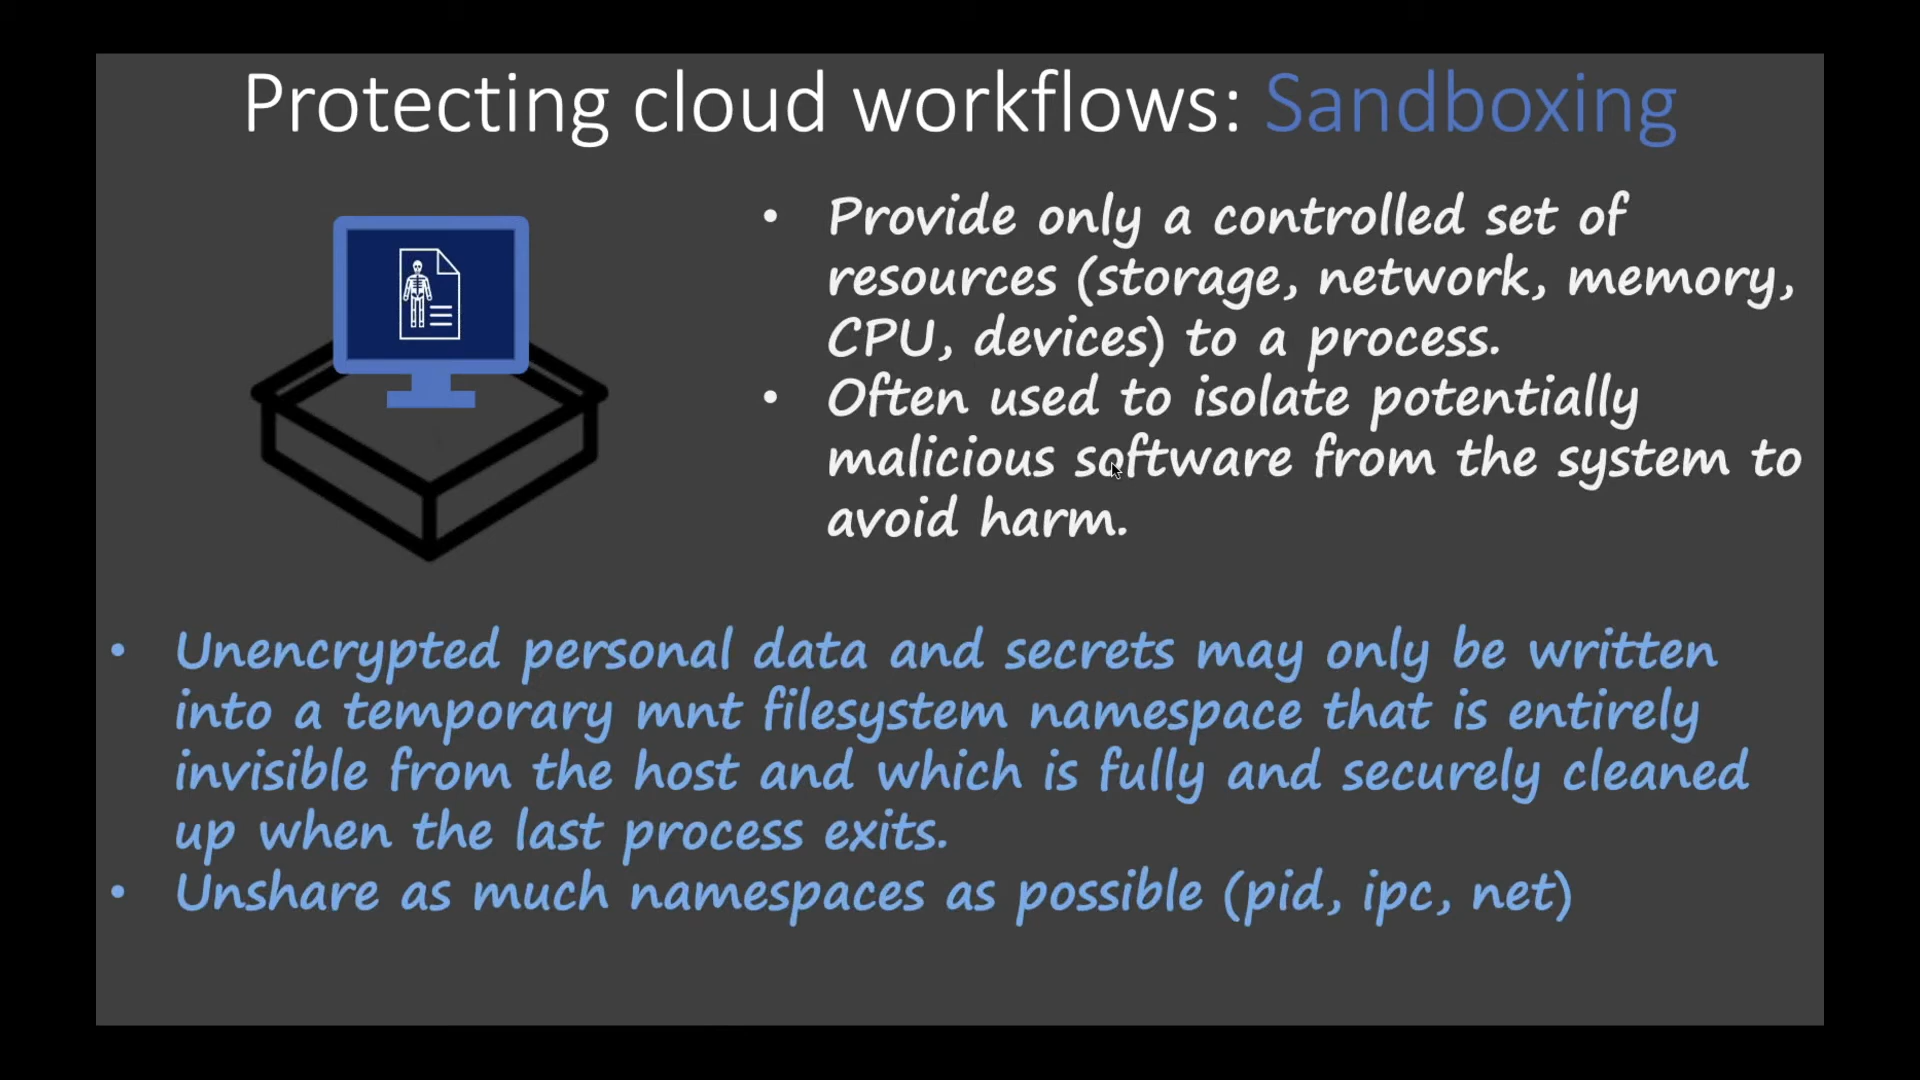 Protecting cloud workflows: Sandboxing
• Provide only a controlled set of
resources (storage, network, memory,
CPU, devices) to a process.
• Often used to isolate potentially
malicious software from the system to
avoid harm.
• Unencrypted personal data and secrets may only be written
into a temporary mnt filesystem namespace that is entirely
invisible from the host and which is fully and securely cleaned
up when the last process exits.
• Unshare as much namespaces as possible (pid, ipc, net)